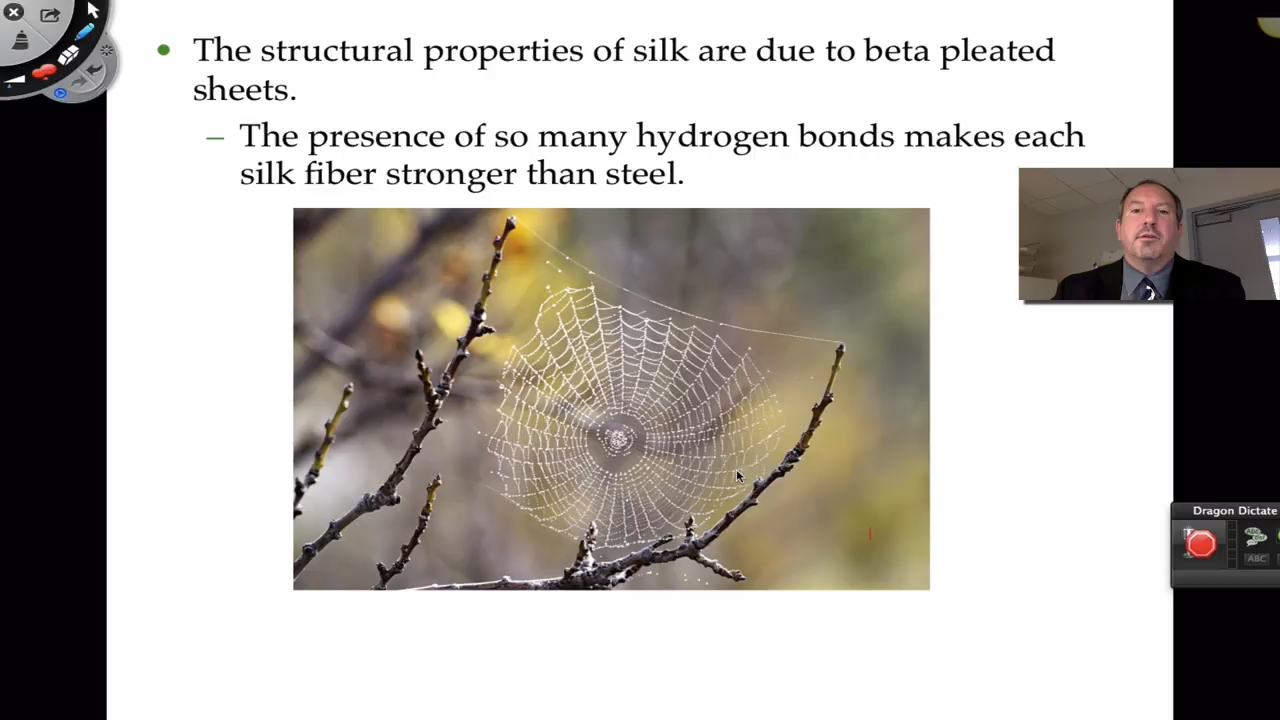 • The structural properties of silk are due to beta pleated
sheets.
– The presence of so many hydrogen bonds makes each
silk fiber stronger than steel.
Dragon Dictate
ABC